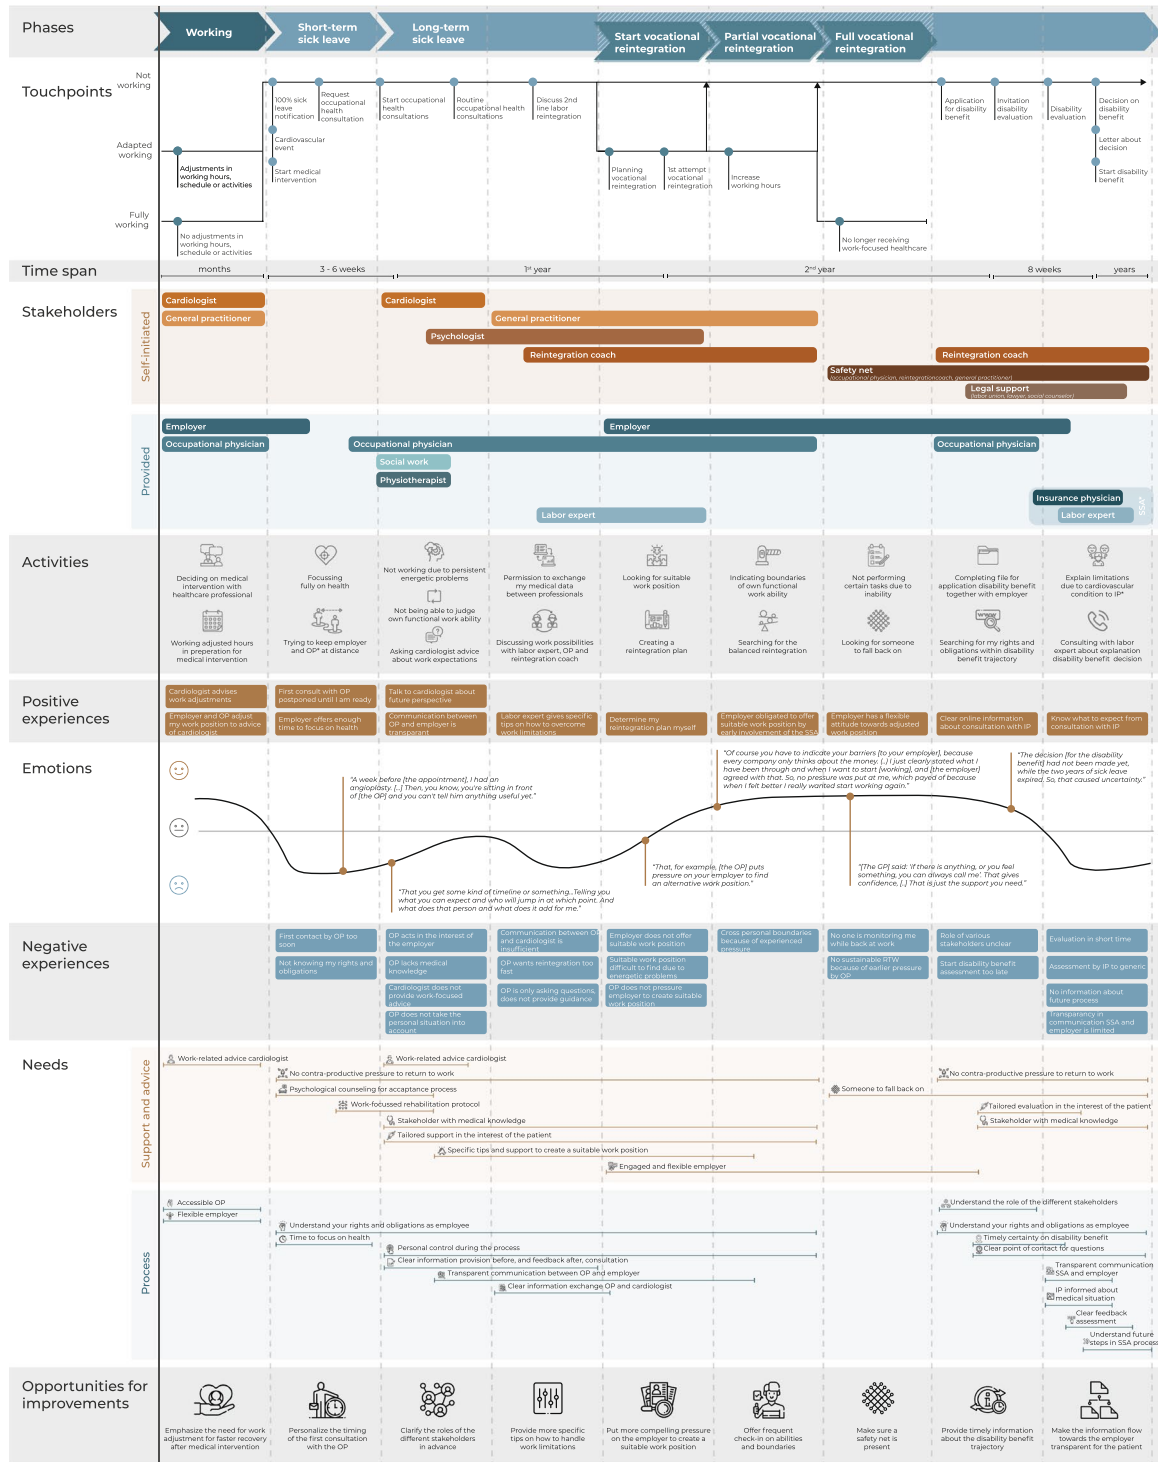 Phases
Working
Short-term
sick leave
Long-term
sick leave
Start vocational
reintegration
Partial vocational
reintegration
Full vocational
reintegration
Touchpoints
Not
working
Adapted
working
Fully
working
100% sick
leave
notification
Request
occupational
health
consultation
Cardiovascular
event
Start medical
intervention
Start occupational
health
consultations
Routine
occupational health
consultations
Discuss 2nd
line labor
reintegration
Application
for disability
benefit
Invitation
disability
evaluation
Disability
evaluation
Decision on
disability
benefit
Letter about
decision
Start disability
benefit
Adjustments in
working hours,
schedule or activities
Planning
vocational
reintegration
1st attempt
vocational
reintegration
Increase
working hours
No adjustments in
working hours,
schedule or activities
No longer receiving
work-focused healthcare
Time span
months
3 - 6 weeks
1st year
2nd year
8 weeks
years
Stakeholders
Self-initiated
Cardiologist
Cardiologist
General practitioner
General practitioner
Psychologist
Reintegration coach
Reintegration coach
Safety net
(occupational physician, reintegrationcoach, general practitioner)
Legal support
(labor union, lawyer, social counselor)
Provided
Employer
Employer
Occupational physician
Occupational physician
Occupational physician
Social work
Physiotherapist
Insurance physician
Labor expert
Labor expert
SSA*
Activities
Deciding on medical
intervention with
healthcare professional
Working adjusted hours
in preperation for
medical intervention
Focussing
fully on health
Trying to keep employer
and OP* at distance
Not working due to persistent
energetic problems
Not being able to judge
own functional work ability
Asking cardiologist advice
about work expectations
Permission to exchange
my medical data
between professionals
Discussing work possibilities
with labor expert, OP and
reintegration coach
Looking for suitable
work position
Creating a
reintegration plan
Indicating boundaries
of own functional
work ability
Searching for the
balanced reintegration
Not performing
certain tasks due to
inability
Looking for someone
to fall back on
Completing file for
application disability benefit
together with employer
Searching for my rights and
obligations within disability
benefit trajectory
Explain limitations
due to cardiovascular
condition to IP*
Consulting with labor
expert about explanation
disability benefit decision
Positive
experiences
Cardiologist advises
work adjustments
Employer and OP adjust
my work position to advice
of cardiologist
First consult with OP
postponed until I am ready
Employer offers enough
time to focus on health
Talk to cardiologist about
future perspective
Communication between
OP and employer is
transparant
Labor expert gives specific
tips on how to overcome
work limitations
Determine my
reintegration plan myself
Employer obligated to offer
suitable work position by
early involvement of the SSA
Employer has a flexible
attitude towards adjusted
work position
Clear online information
about consultation with IP
Know what to expect from
consultation with IP
Emotions
"A week before [the appointment], I had an
angioplasty. [..] Then, you know, you're sitting in front
of [the OP] and you can't tell him anything useful yet."
"That you get some kind of timeline or something...Telling you
what you can expect and who will jump in at which point. And
what does that person and what does it add for me."
"That, for example, [the OP] puts
pressure on your employer to find
an alternative work position."
"Of course you have to indicate your barriers [to your employer], because
every company only thinks about the money. (..) I just clearly stated what I
have been through and when I want to start [working], and [the employer]
agreed with that. So, no pressure was put at me, which payed of because
when I felt better I really wanted start working again."
"[The GP] said: 'If there is anything, or you feel
something, you can always call me'. That gives
confidence, [..] That is just the support you need."
"The decision [for the disability
benefit] had not been made yet,
while the two years of sick leave
expired. So, that caused uncertainty."
Negative
experiences
First contact by OP too
soon
Not knowing my rights and
obligations
OP acts in the interest of
the employer
OP lacks medical
knowledge
Cardiologist does not
provide work-focused
advice
OP does not take the
personal situation into
account
Communication between OP
and cardiologist is
insufficient
OP wants reintegration too
fast
OP is only asking questions,
does not provide guidance
Employer does not offer
suitable work position
Suitable work position
difficult to find due to
energetic problems
OP does not pressure
employer to create suitable
work position
Cross personal boundaries
because of experienced
pressure
No one is monitoring me
while back at work
No sustainable RTW
because of earlier pressure
by OP
Role of various
stakeholders unclear
Start disability benefit
assessment too late
Evaluation in short time
Assessment by IP to generic
No information about
future process
Transparancy in
communication SSA and
employer is limited
Needs
Support and advice
Work-related advice cardiologist
Work-related advice cardiologist
No contra-productive pressure to return to work
No contra-productive pressure to return to work
Psychological counseling for acaptance process
Someone to fall back on
Work-focussed rehabilitation protocol
Tailored evaluation in the interest of the patient
Stakeholder with medical knowledge
Stakeholder with medical knowledge
Tailored support in the interest of the patient
Specific tips and support to create a suitable work position
Engaged and flexible employer
Process
Accessible OP
Flexible employer
Understand the role of the different stakeholders
Understand your rights and obligations as employee
Understand your rights and obligations as employee
Time to focus on health
Timely certainty on disability benefit
Personal control during the process
Clear point of contact for questions
Clear information provision before, and feedback after, consultation
Transparent communication between OP and employer
Transparent communication
SSA and employer
Clear information exchange OP and cardiologist
IP informed about
medical situation
Clear feedback
assessment
Understand future
steps in SSA process
Opportunities for
improvements
Emphasize the need for work
adjustment for faster recovery
after medical intervention
Personalize the timing
of the first consultation
with the OP
Clarify the roles of the
different stakeholders
in advance
Provide more specific
tips on how to handle
work limitations
Put more compelling pressure
on the employer to create a
suitable work position
Offer frequent
check-in on abilities
and boundaries
Make sure a
safety net is
present
Provide timely information
about the disability benefit
trajectory
Make the information flow
towards the employer
transparent for the patient